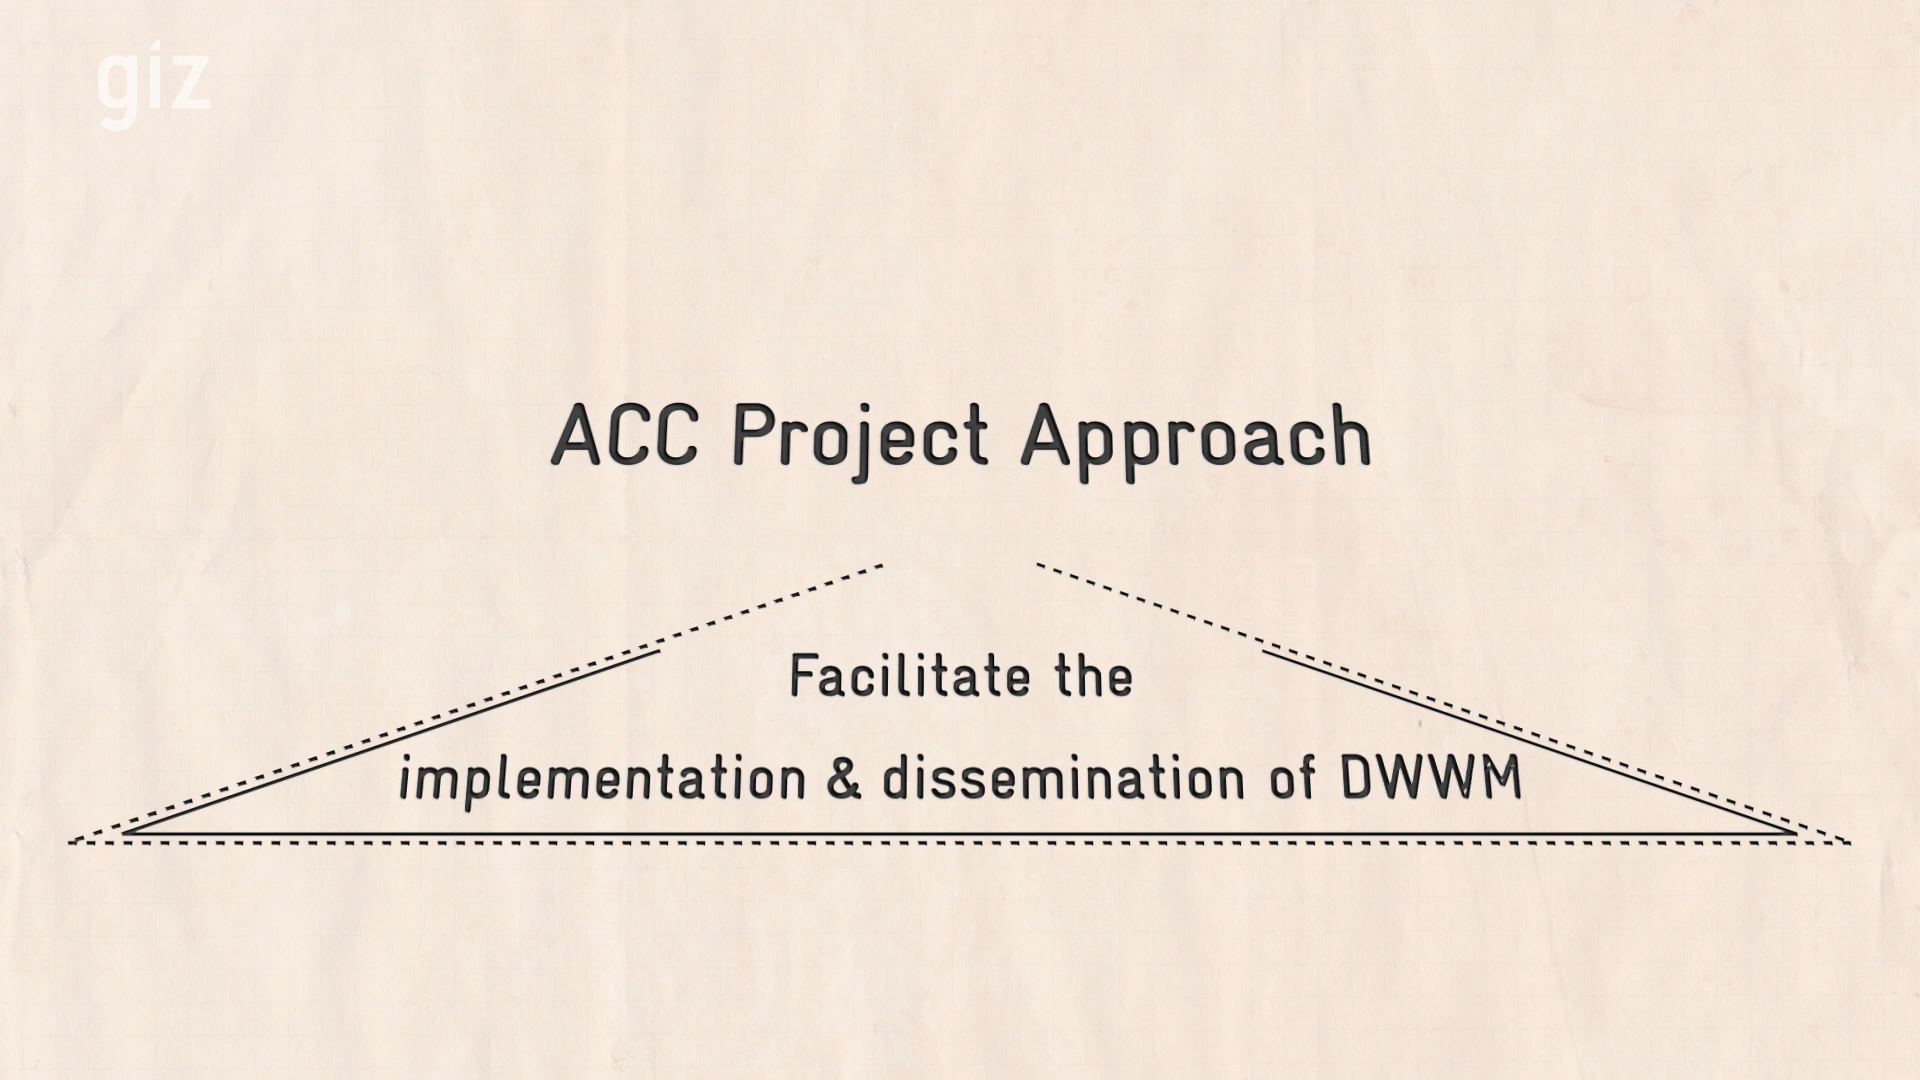 giz
ACC Project Approach
Facilitate the
implementation & dissemination of DWWM